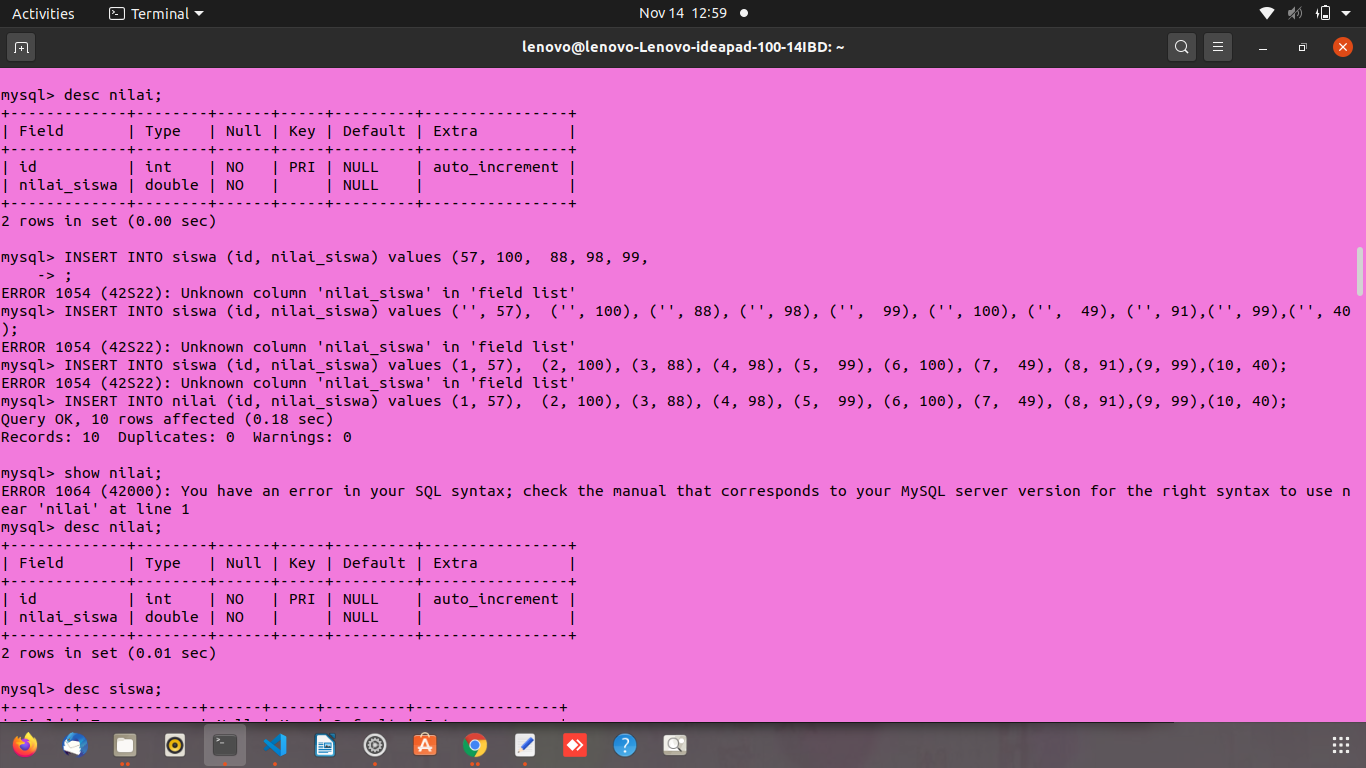 Activities
Terminal
Nov 14 12:59
lenovo@lenovo-Lenovo-ideapad-100-14IBD: ~
mysql> desc nilai;
+-------------+--------+------+-----+---------+----------------+
| Field       | Type   | Null | Key | Default | Extra          |
+-------------+--------+------+-----+---------+----------------+
| id          | int    | NO   | PRI | NULL    | auto_increment |
| nilai_siswa | double | NO   |     | NULL    |                |
+-------------+--------+------+-----+---------+----------------+
2 rows in set (0.00 sec)
mysql> INSERT INTO siswa (id, nilai_siswa) values (57, 100,  88, 98, 99,
    -> ;
ERROR 1054 (42S22): Unknown column 'nilai_siswa' in 'field list'
mysql> INSERT INTO siswa (id, nilai_siswa) values ('', 57),  ('', 100), ('', 88), ('', 98), ('',  99), ('', 100), ('',  49), ('', 91),('', 99),('', 40
);
ERROR 1054 (42S22): Unknown column 'nilai_siswa' in 'field list'
mysql> INSERT INTO siswa (id, nilai_siswa) values (1, 57),  (2, 100), (3, 88), (4, 98), (5,  99), (6, 100), (7,  49), (8, 91),(9, 99),(10, 40);
ERROR 1054 (42S22): Unknown column 'nilai_siswa' in 'field list'
mysql> INSERT INTO nilai (id, nilai_siswa) values (1, 57),  (2, 100), (3, 88), (4, 98), (5,  99), (6, 100), (7,  49), (8, 91),(9, 99),(10, 40);
Query OK, 10 rows affected (0.18 sec)
Records: 10  Duplicates: 0  Warnings: 0
mysql> show nilai;
ERROR 1064 (42000): You have an error in your SQL syntax; check the manual that corresponds to your MySQL server version for the right syntax to use n
ear 'nilai' at line 1
mysql> desc nilai;
+-------------+--------+------+-----+---------+----------------+
| Field       | Type   | Null | Key | Default | Extra          |
+-------------+--------+------+-----+---------+----------------+
| id          | int    | NO   | PRI | NULL    | auto_increment |
| nilai_siswa | double | NO   |     | NULL    |                |
+-------------+--------+------+-----+---------+----------------+
2 rows in set (0.01 sec)
mysql> desc siswa;
+-------+-------------+------+-----+---------+----------------+